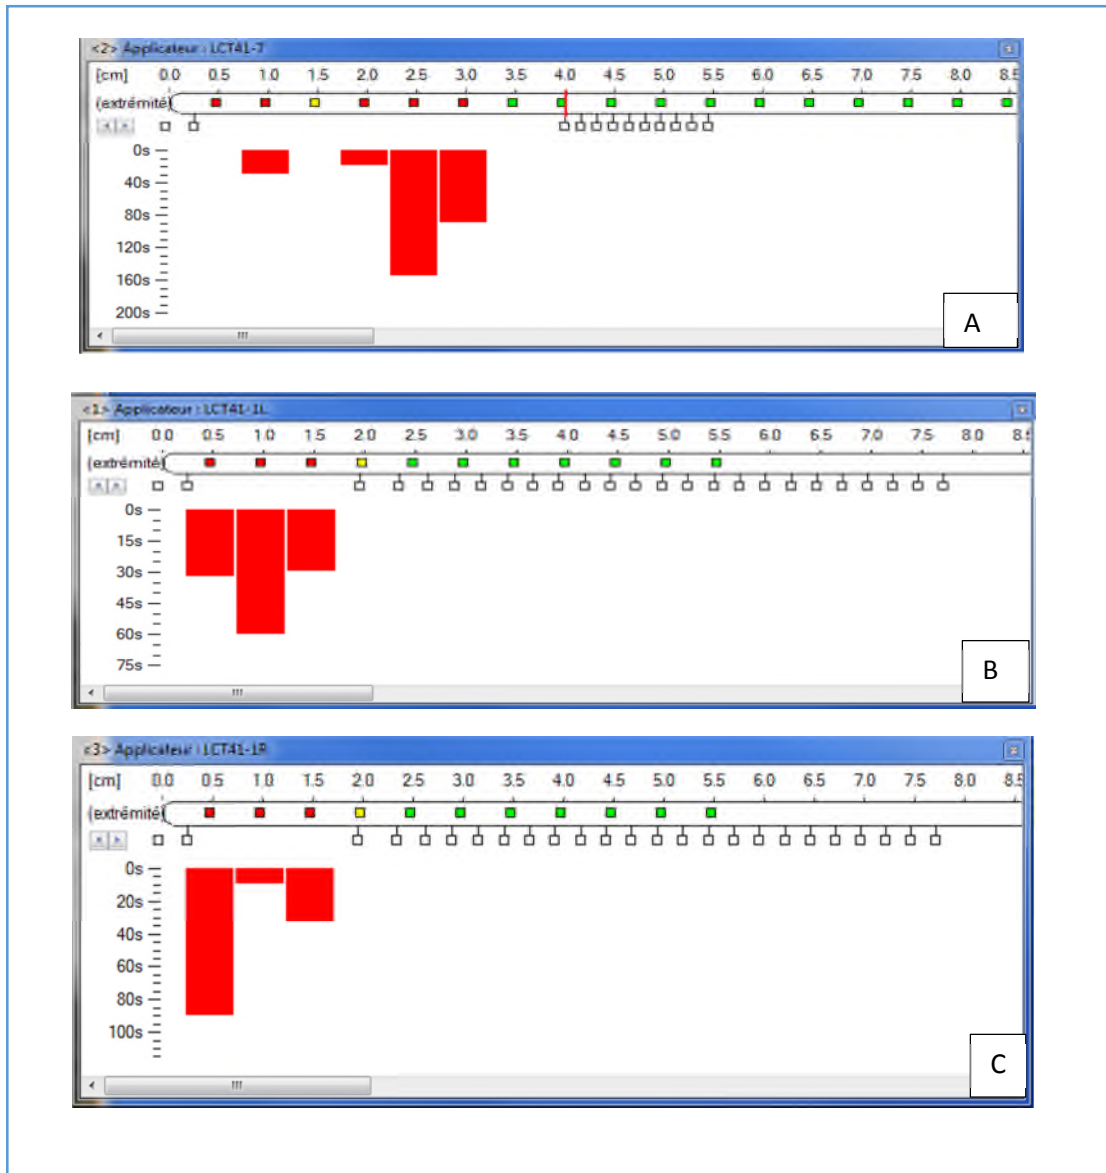 <2> Applicateur : LCT41-7
[cm] 0.0 0.5 1.0 1.5 2.0 2.5 3.0 3.5 4.0 4.5 5.0 5.5 6.0 6.5 7.0 7.5 8.0 8.5
(extrémité)
0s
40s
80s
120s
160s
200s
A
<1> Applicateur : LCT41-1L
[cm] 0.0 0.5 1.0 1.5 2.0 2.5 3.0 3.5 4.0 4.5 5.0 5.5 6.0 6.5 7.0 7.5 8.0 8.5
(extrémité)
0s
15s
30s
45s
60s
75s
B
<3> Applicateur : LCT41-1R
[cm] 0.0 0.5 1.0 1.5 2.0 2.5 3.0 3.5 4.0 4.5 5.0 5.5 6.0 6.5 7.0 7.5 8.0 8.5
(extrémité)
0s
20s
40s
60s
80s
100s
C